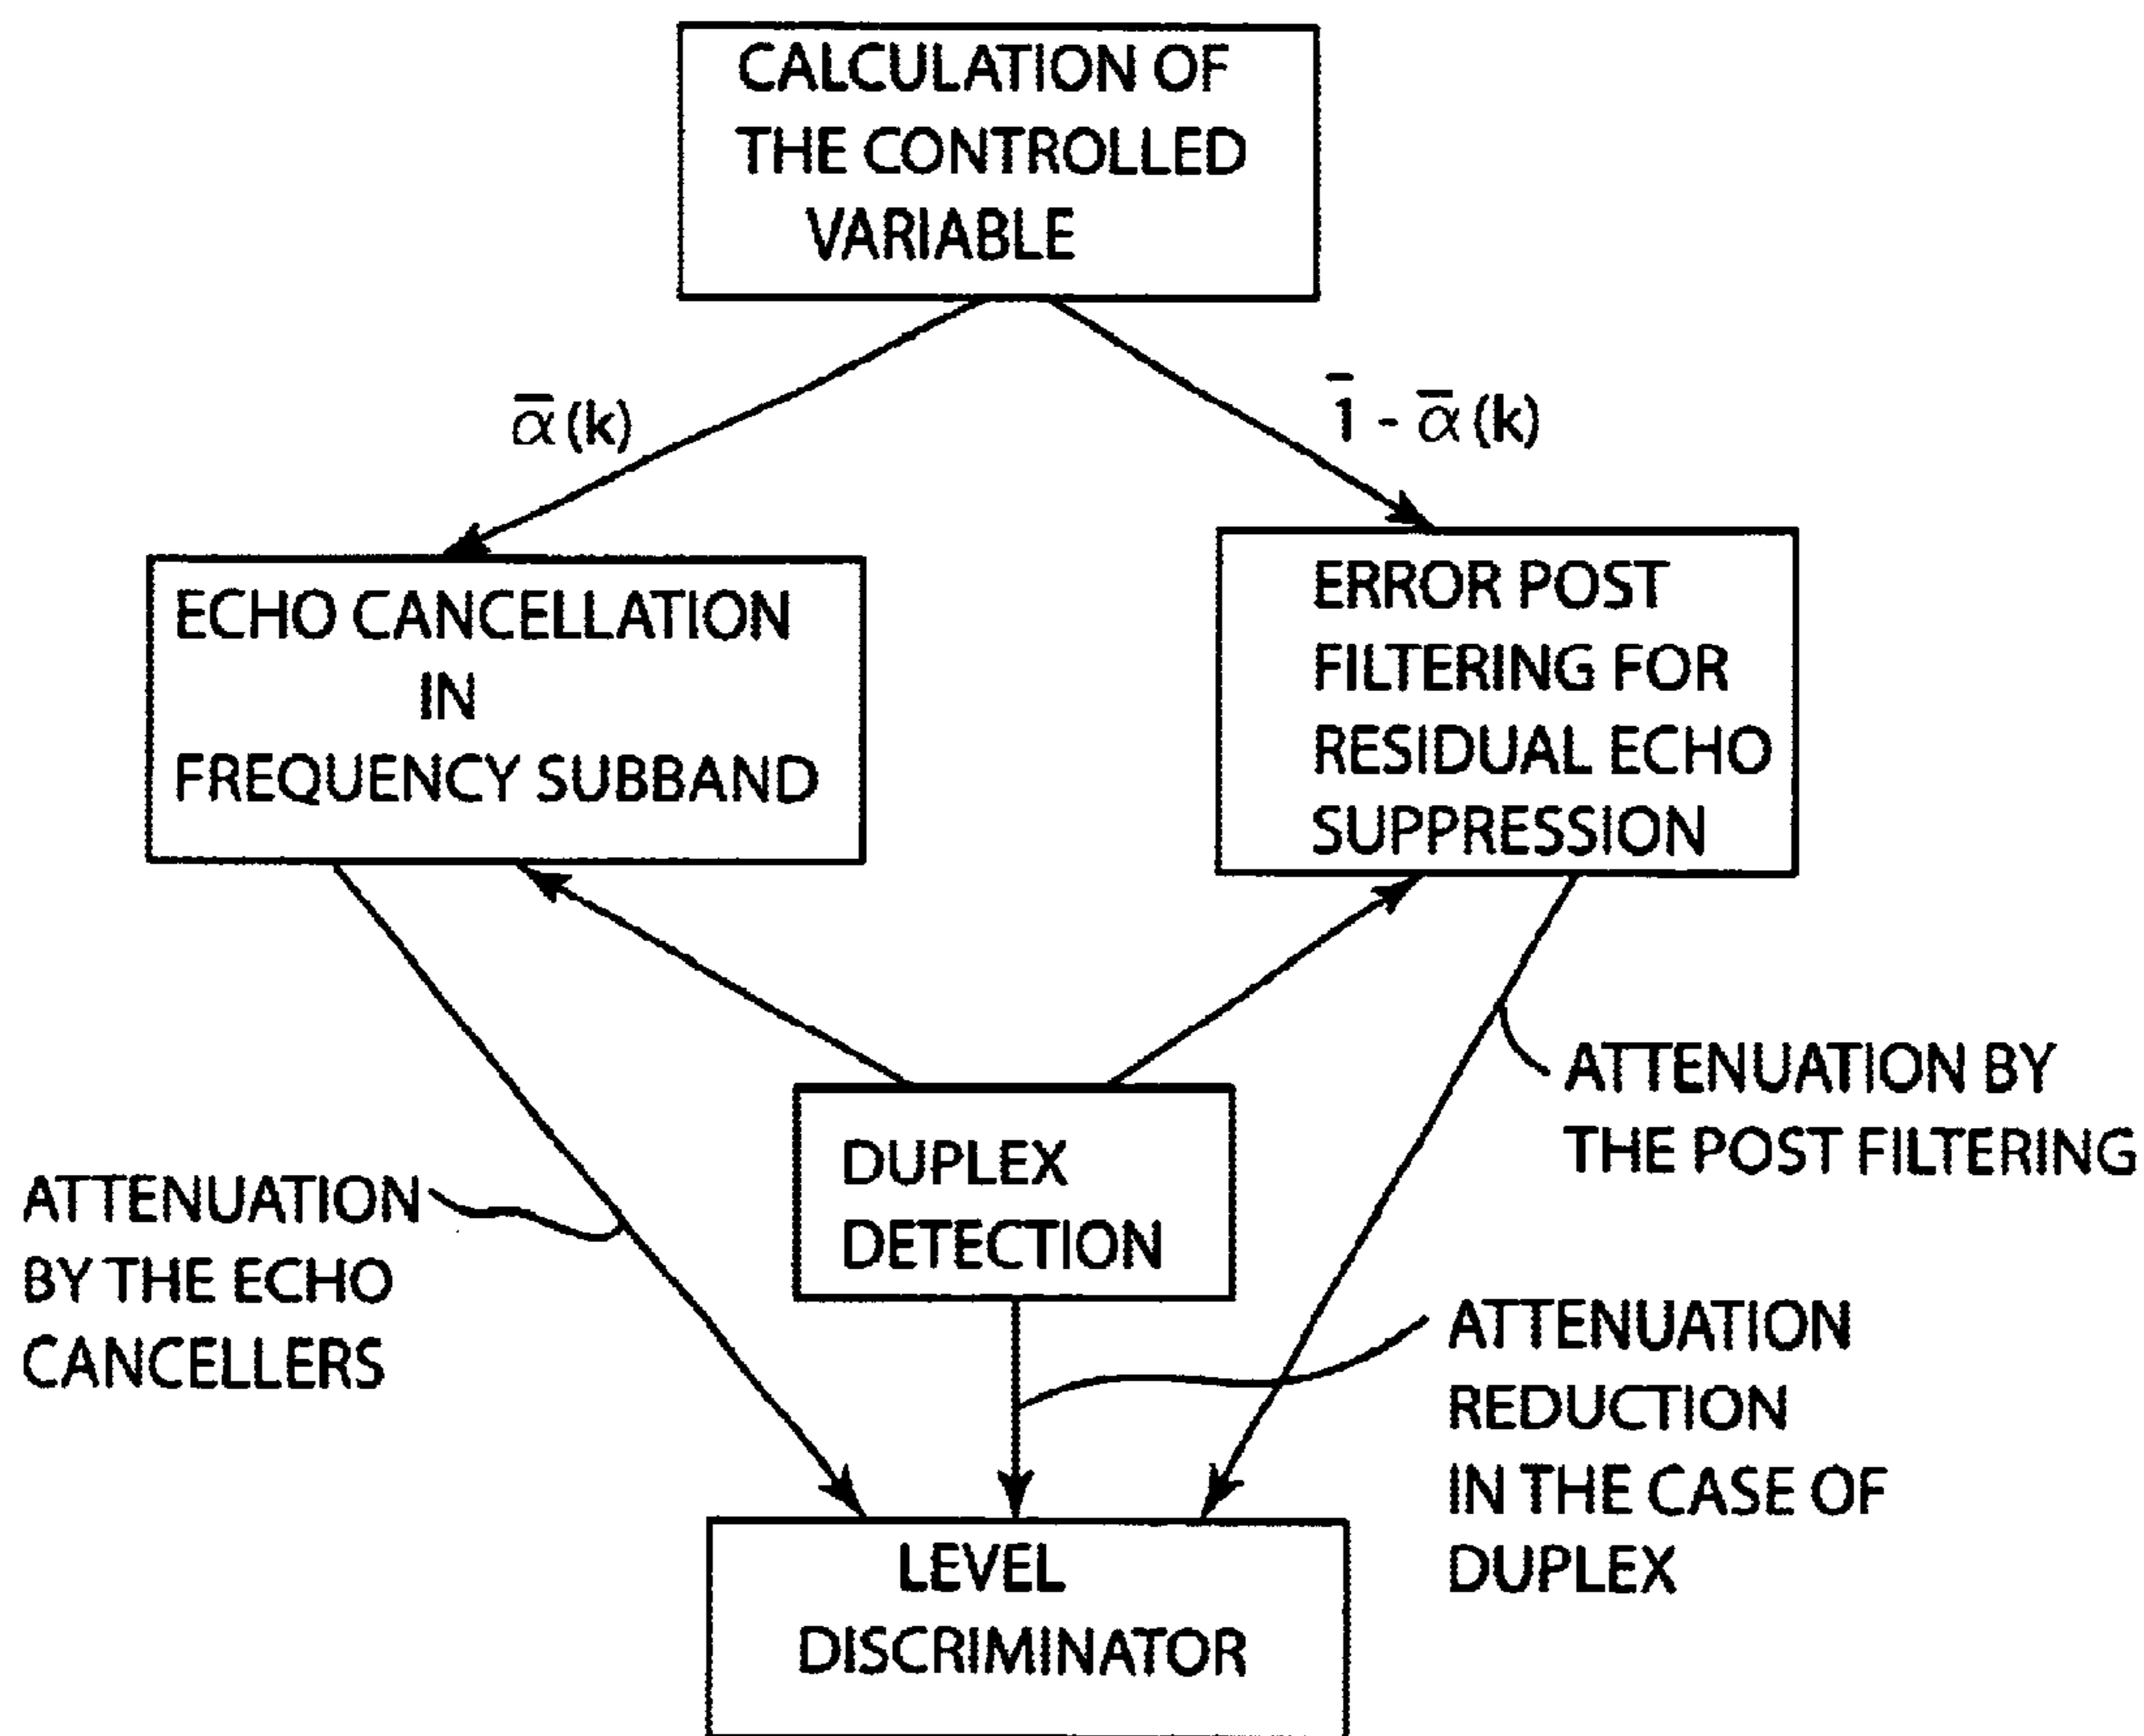 CALCULATION OF
THE CONTROLLED
VARIABLE
ᾱ(k)
1̄ - ᾱ(k)
ECHO CANCELLATION
IN
FREQUENCY SUBBAND
ERROR POST
FILTERING FOR
RESIDUAL ECHO
SUPPRESSION
ATTENUATION BY
THE POST FILTERING
DUPLEX
DETECTION
ATTENUATION
BY THE ECHO
CANCELLERS
ATTENUATION
REDUCTION
IN THE CASE OF
DUPLEX
LEVEL
DISCRIMINATOR